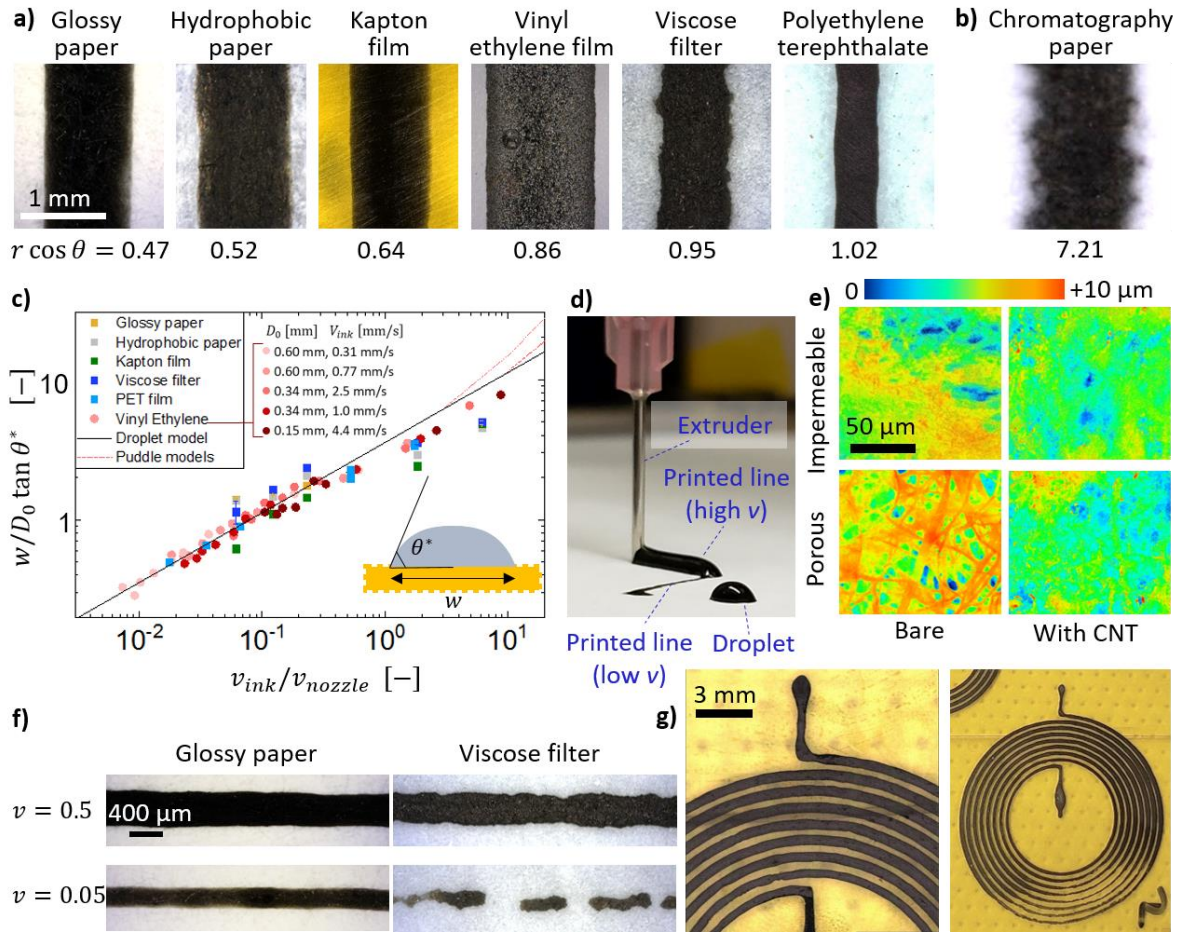 a)
Glossy
paper
Hydrophobic
paper
Kapton
film
Vinyl
ethylene film
Viscose
filter
Polyethylene
terephthalate
b)
Chromatography
paper
1 mm
r cos θ = 0.47
0.52
0.64
0.86
0.95
1.02
7.21
c)
w/D₀ tan θ* [−]
10
1
Glossy paper
Hydrophobic paper
Kapton film
Viscose filter
PET film
Vinyl Ethylene
Droplet model
Puddle models
D₀ [mm] V_ink [mm/s]
0.60 mm, 0.31 mm/s
0.60 mm, 0.77 mm/s
0.34 mm, 2.5 mm/s
0.34 mm, 1.0 mm/s
0.15 mm, 4.4 mm/s
θ*
w
10⁻² 10⁻¹ 10⁰ 10¹
v_ink/v_nozzle [−]
d)
Extruder
Printed line
(high v)
Printed line
(low v)
Droplet
e)
0 +10 μm
Impermeable
50 μm
Porous
Bare
With CNT
f)
Glossy paper
Viscose filter
v = 0.5
400 μm
v = 0.05
g)
3 mm